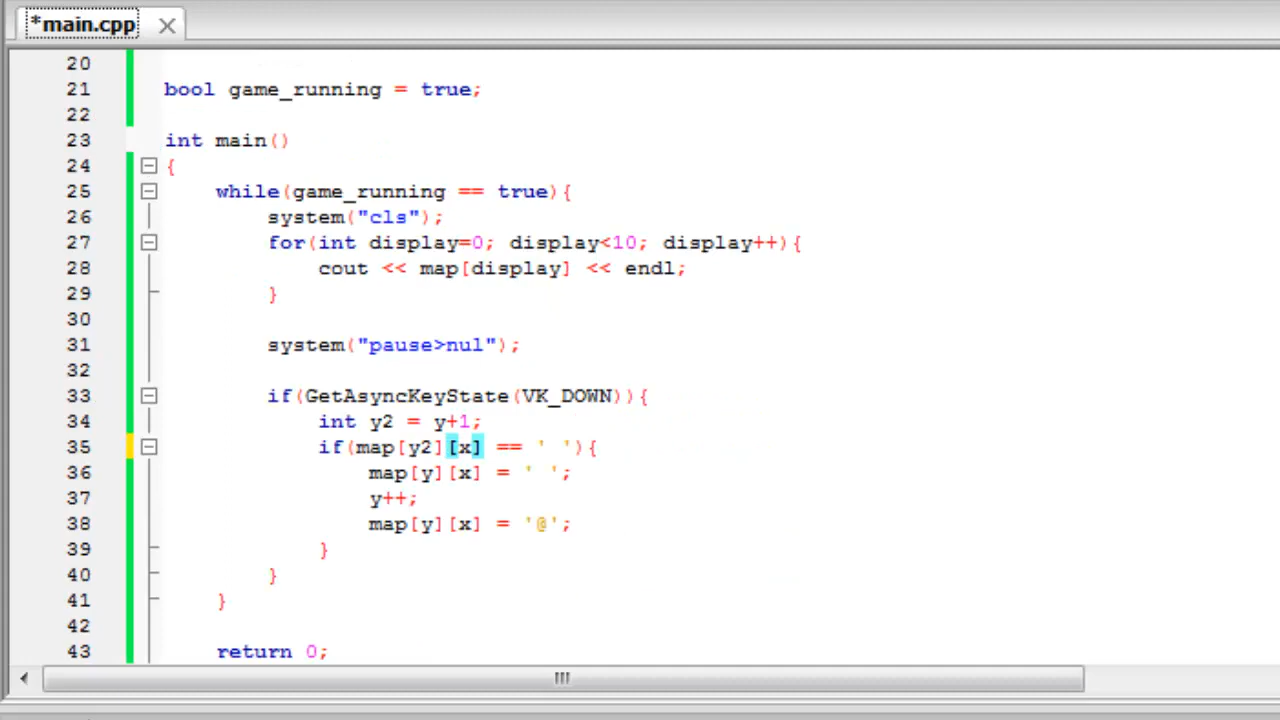 *main.cpp
20
21 bool game_running = true;
22
23 int main()
24 {
25 while(game_running == true){
26 system("cls");
27 for(int display=0; display<10; display++){
28 cout << map[display] << endl;
29 }
30
31 system("pause>nul");
32
33 if(GetAsyncKeyState(VK_DOWN)){
34 int y2 = y+1;
35 if(map[y2][x] == ' '){
36 map[y][x] = ' ';
37 y++;
38 map[y][x] = '@';
39 }
40 }
41 }
42
43 return 0;